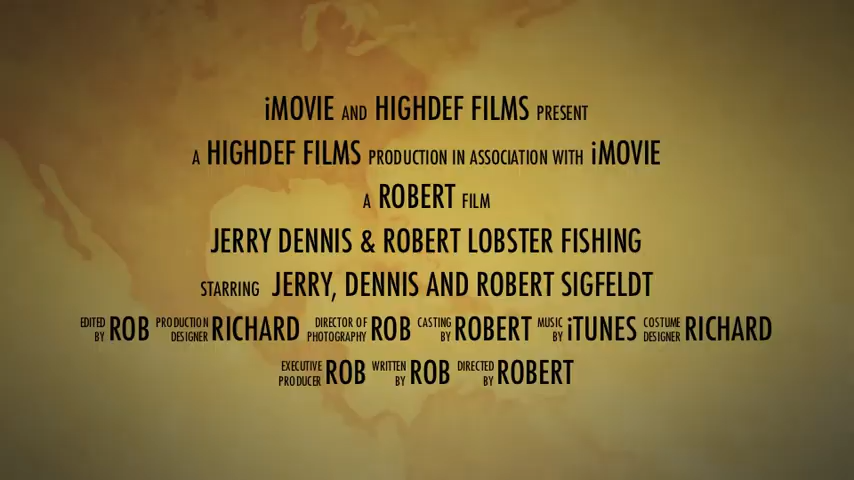 iMOVIE AND HIGHDEF FILMS PRESENT
A HIGHDEF FILMS PRODUCTION IN ASSOCIATION WITH iMOVIE
A ROBERT FILM
JERRY DENNIS & ROBERT LOBSTER FISHING
STARRING JERRY, DENNIS AND ROBERT SIGFELDT
EDITED BY ROB PRODUCTION DESIGNER RICHARD DIRECTOR OF PHOTOGRAPHY ROB CASTING BY ROBERT MUSIC BY iTUNES COSTUME DESIGNER RICHARD
EXECUTIVE PRODUCER ROB WRITTEN BY ROB DIRECTED BY ROBERT